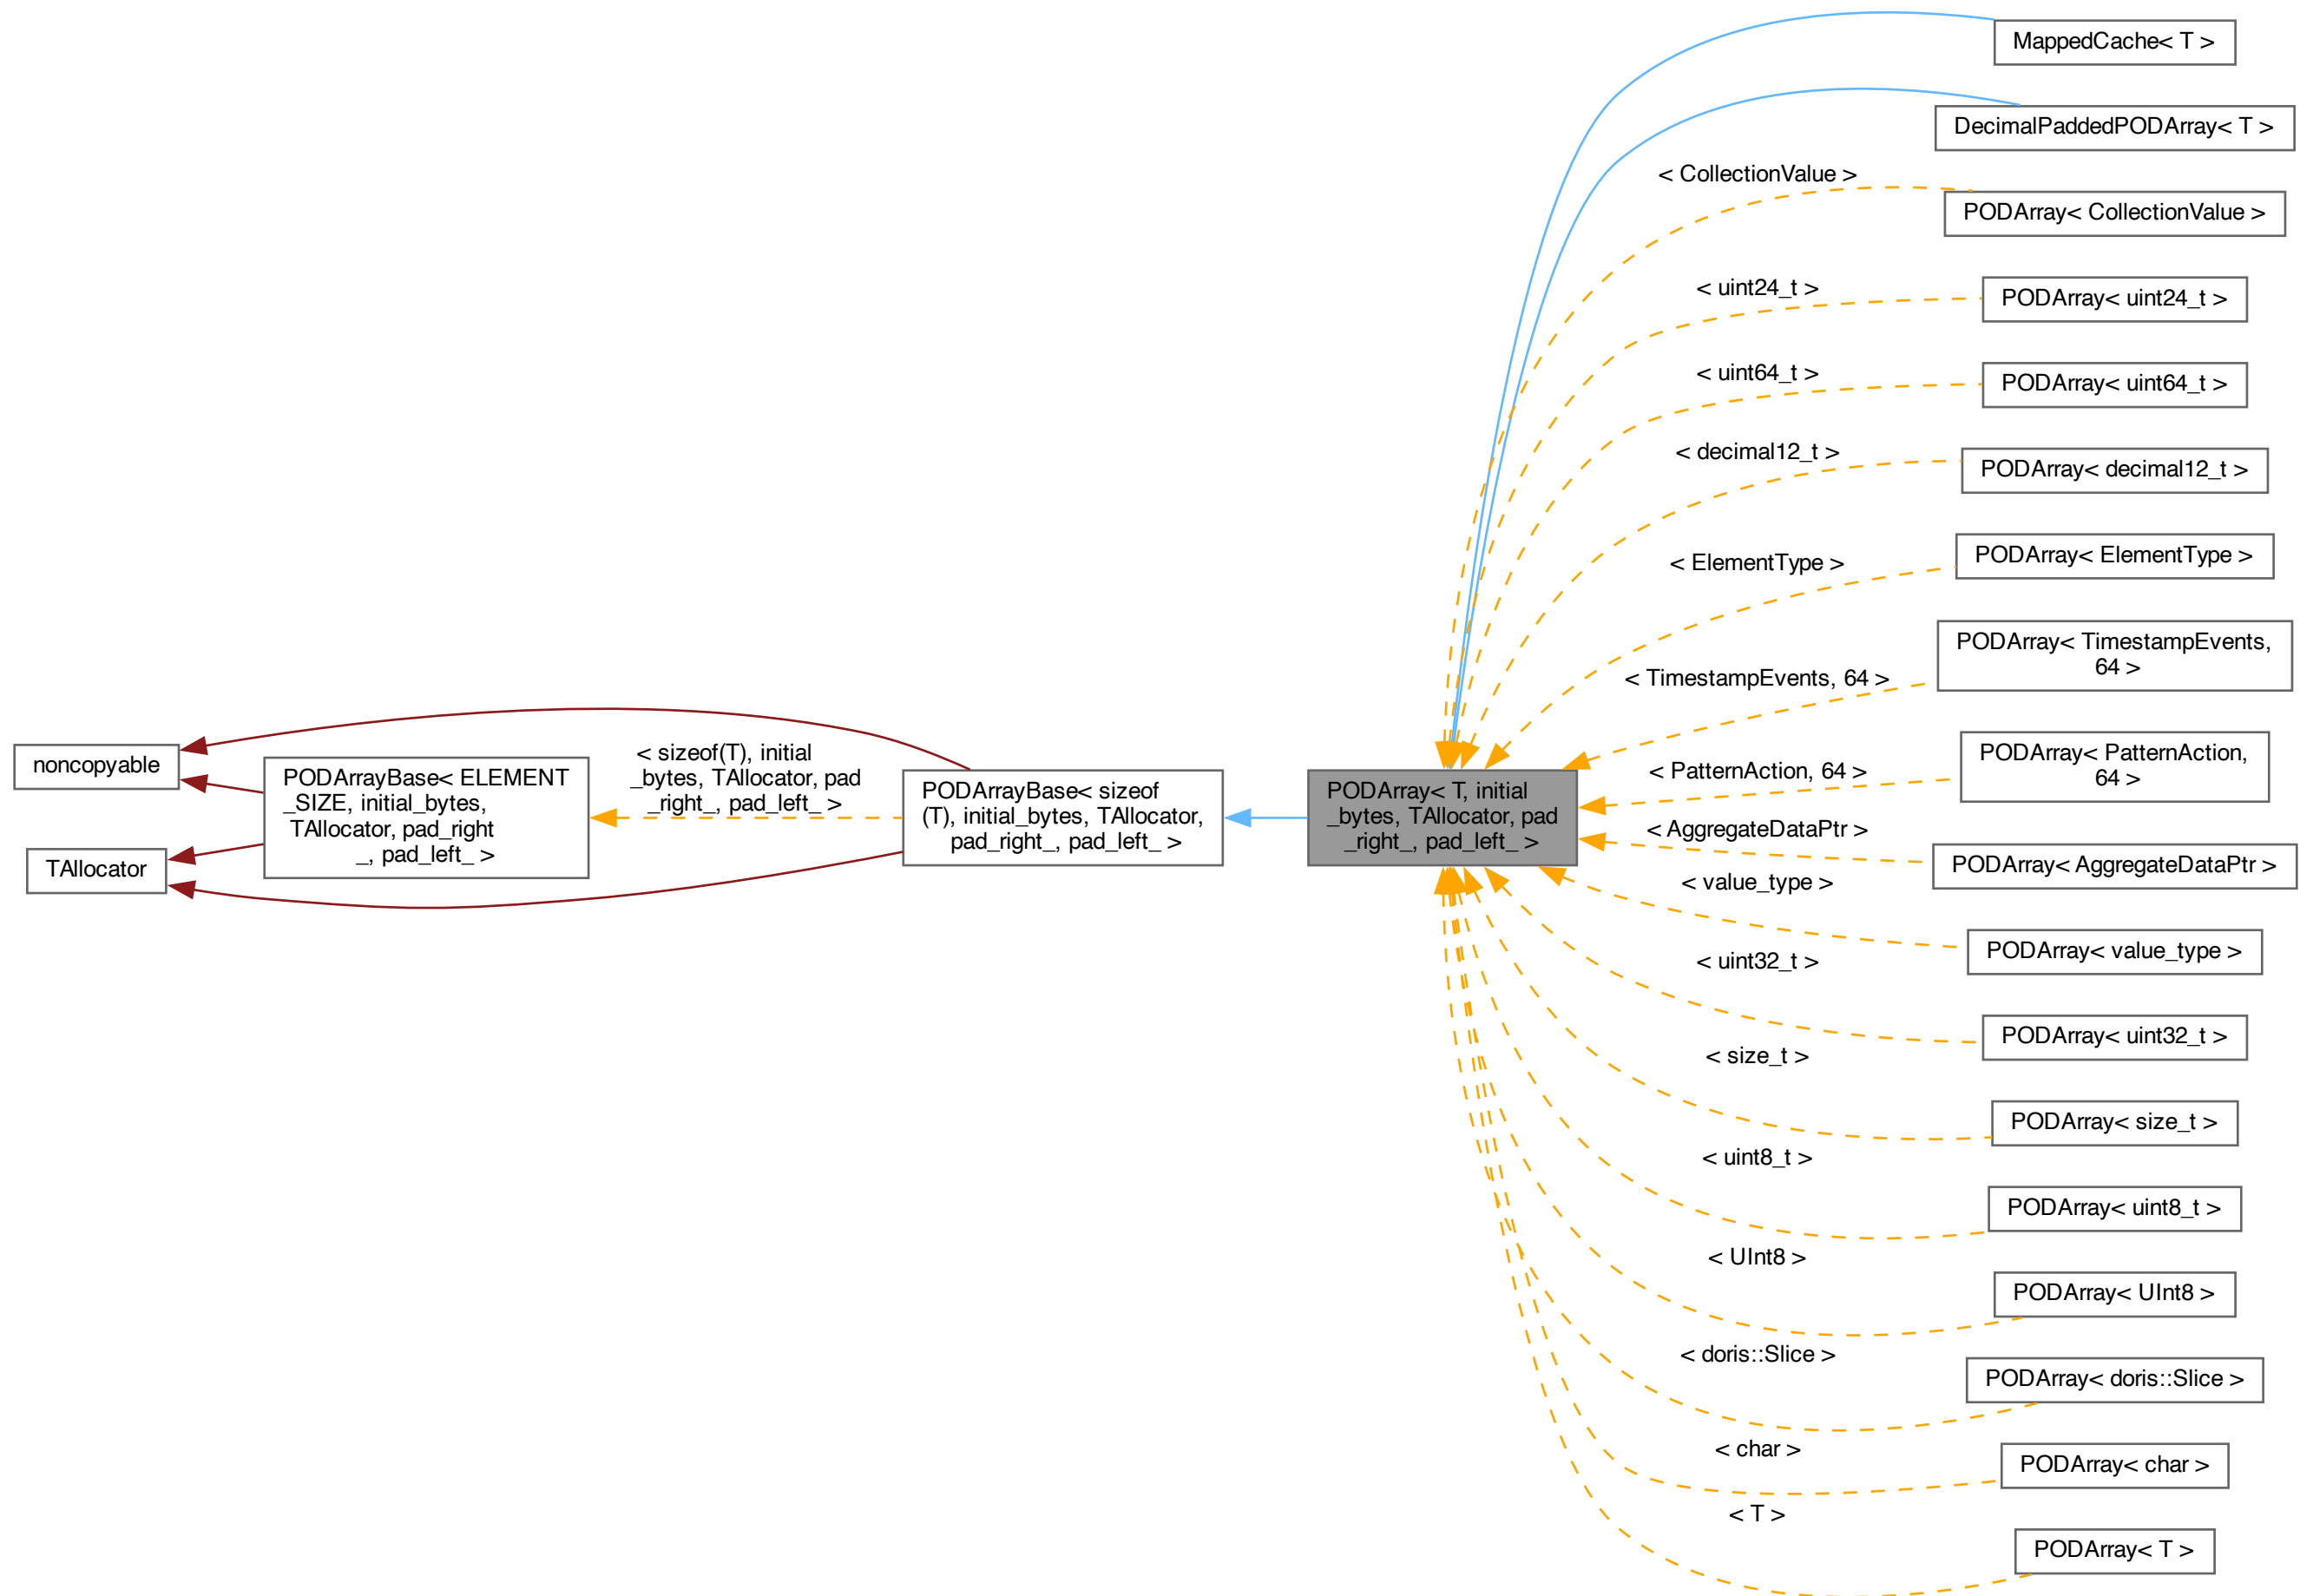 MappedCache< T >
DecimalPaddedPODArray< T >
< CollectionValue >
PODArray< CollectionValue >
< uint24_t >
PODArray< uint24_t >
< uint64_t >
PODArray< uint64_t >
< decimal12_t >
PODArray< decimal12_t >
< ElementType >
PODArray< ElementType >
< TimestampEvents, 64 >
PODArray< TimestampEvents,
64 >
noncopyable
TAllocator
PODArrayBase< ELEMENT
_SIZE, initial_bytes,
TAllocator, pad_right
_, pad_left_ >
< sizeof(T), initial
_bytes, TAllocator, pad
_right_, pad_left_ >
PODArrayBase< sizeof
(T), initial_bytes, TAllocator,
pad_right_, pad_left_ >
PODArray< T, initial
_bytes, TAllocator, pad
_right_, pad_left_ >
< PatternAction, 64 >
PODArray< PatternAction,
64 >
< AggregateDataPtr >
PODArray< AggregateDataPtr >
< value_type >
PODArray< value_type >
< uint32_t >
PODArray< uint32_t >
< size_t >
PODArray< size_t >
< uint8_t >
PODArray< uint8_t >
< UInt8 >
PODArray< UInt8 >
< doris::Slice >
PODArray< doris::Slice >
< char >
PODArray< char >
< T >
PODArray< T >